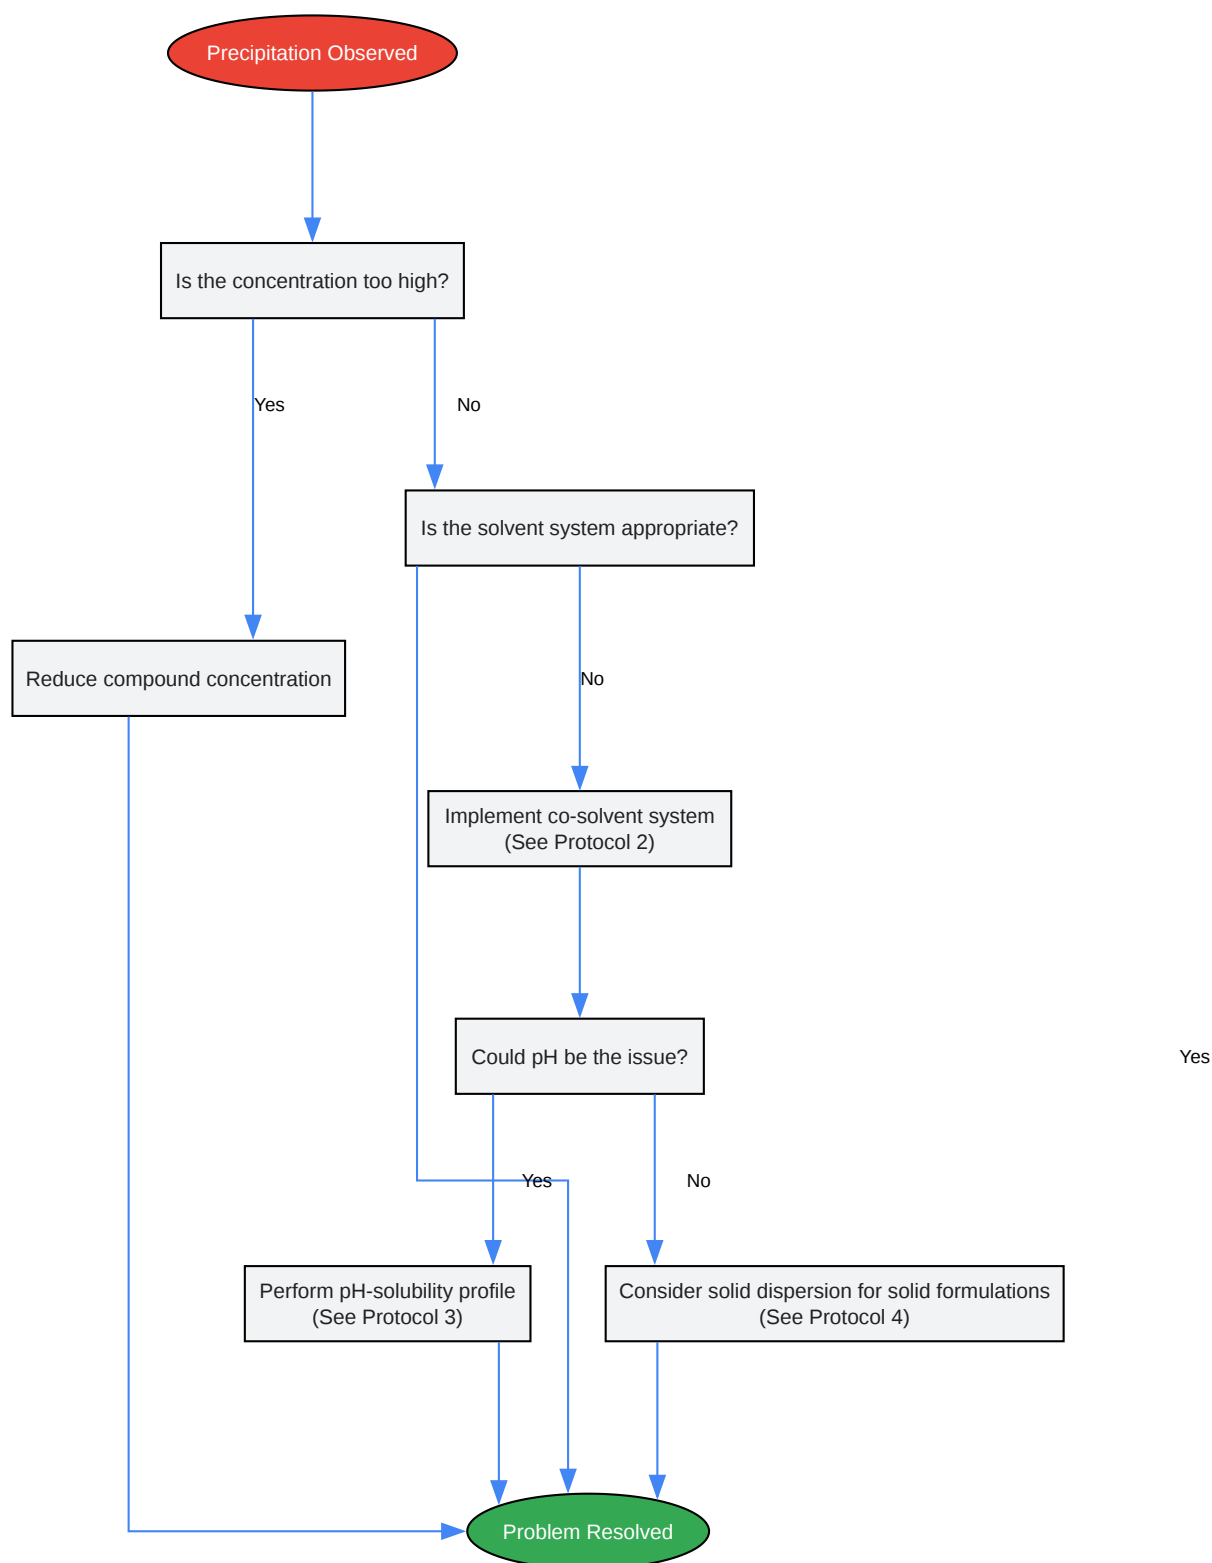 Precipitation Observed
Is the concentration too high?
Yes
No
Is the solvent system appropriate?
Reduce compound concentration
No
Implement co-solvent system
(See Protocol 2)
Could pH be the issue?
Yes
Yes
No
Perform pH-solubility profile
(See Protocol 3)
Consider solid dispersion for solid formulations
(See Protocol 4)
Problem Resolved